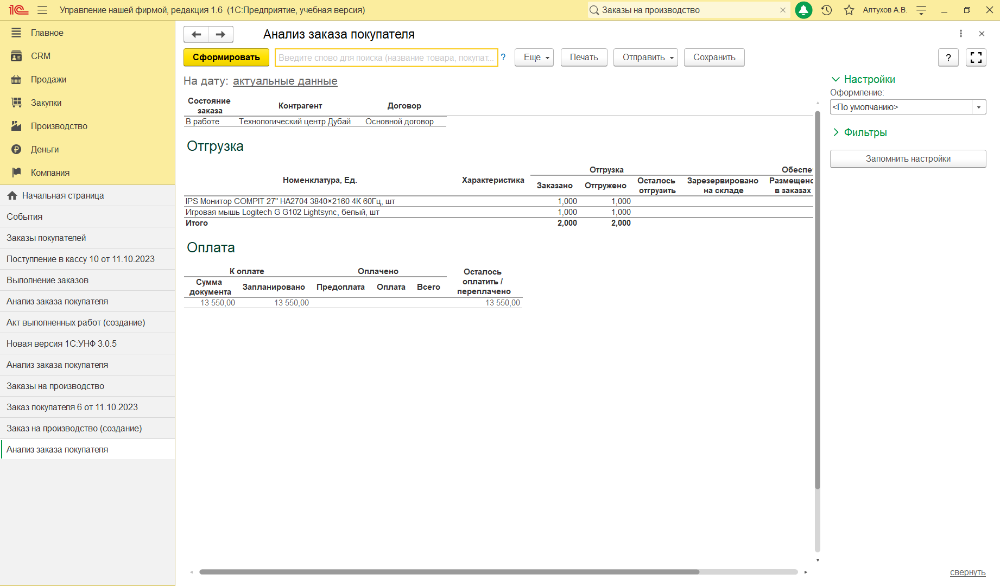 Управление нашей фирмой, редакция 1.6 (1С:Предприятие, учебная версия)
Заказы на производство
Алтухов А.В.
Главное
CRM
Продажи
Закупки
Производство
Деньги
Компания
Начальная страница
События
Заказы покупателей
Поступление в кассу 10 от 11.10.2023
Выполнение заказов
Анализ заказа покупателя
Акт выполненных работ (создание)
Новая версия 1С:УНФ 3.0.5
Анализ заказа покупателя
Заказы на производство
Заказ покупателя 6 от 11.10.2023
Заказ на производство (создание)
Анализ заказа покупателя
Анализ заказа покупателя
Сформировать
Введите слово для поиска (название товара, покупат...
?
Еще
Печать
Отправить
Сохранить
?
На дату: актуальные данные
Состояние заказа Контрагент Договор
В работе Технологический центр Дубай Основной договор
Отгрузка
Номенклатура, Ед. Характеристика Отгрузка Обеспе
Заказано Отгружено Осталось отгрузить Зарезервировано на складе Размещено в заказах
IPS Монитор COMPIT 27" HA2704 3840×2160 4К 60Гц, шт 1,000 1,000
Игровая мышь Logitech G G102 Lightsync, белый, шт 1,000 1,000
Итого 2,000 2,000
Оплата
К оплате Оплачено Осталось оплатить / переплачено
Сумма документа Запланировано Предоплата Оплата Всего
13 550,00 13 550,00 13 550,00
Настройки
Оформление:
<По умолчанию>
Фильтры
Запомнить настройки
свернуть